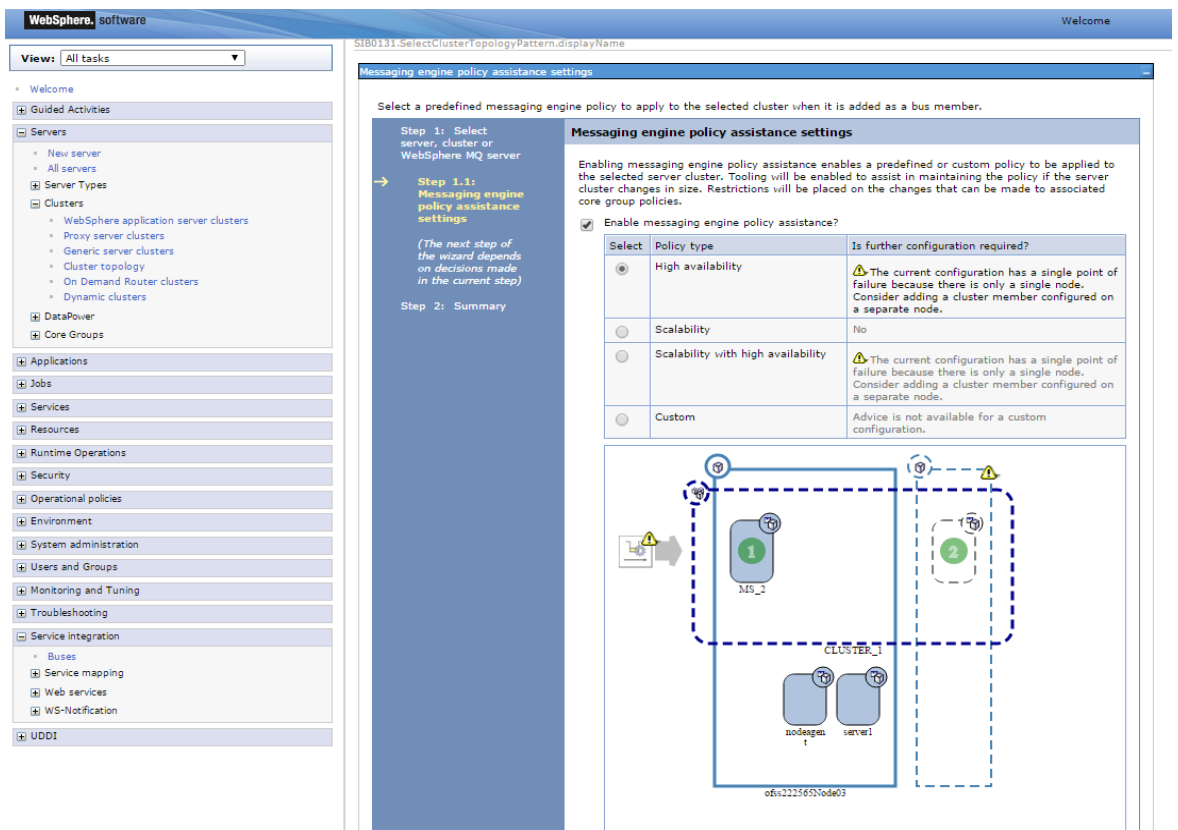 WebSphere. software
Welcome
View: All tasks
Welcome
Guided Activities
Servers
New server
All servers
Server Types
Clusters
WebSphere application server clusters
Proxy server clusters
Generic server clusters
Cluster topology
On Demand Router clusters
Dynamic clusters
DataPower
Core Groups
Applications
Jobs
Services
Resources
Runtime Operations
Security
Operational policies
Environment
System administration
Users and Groups
Monitoring and Tuning
Troubleshooting
Service integration
Buses
Service mapping
Web services
WS-Notification
UDDI
SIB0131.SelectClusterTopologyPattern.displayName
Messaging engine policy assistance settings
Select a predefined messaging engine policy to apply to the selected cluster when it is added as a bus member.
Step 1: Select
server, cluster or
WebSphere MQ server
Step 1.1:
Messaging engine
policy assistance
settings
(The next step of
the wizard depends
on decisions made
in the current step)
Step 2: Summary
Messaging engine policy assistance settings
Enabling messaging engine policy assistance enables a predefined or custom policy to be applied to
the selected server cluster. Tooling will be enabled to assist in maintaining the policy if the server
cluster changes in size. Restrictions will be placed on the changes that can be made to associated
core group policies.
Enable messaging engine policy assistance?
Select Policy type Is further configuration required?
High availability
The current configuration has a single point of
failure because there is only a single node.
Consider adding a cluster member configured on
a separate node.
Scalability
No
Scalability with high availability
The current configuration has a single point of
failure because there is only a single node.
Consider adding a cluster member configured on
a separate node.
Custom
Advice is not available for a custom
configuration.
1
2
MS_2
CLUSTER_1
nodeagen
t
server1
ofss222565Node03